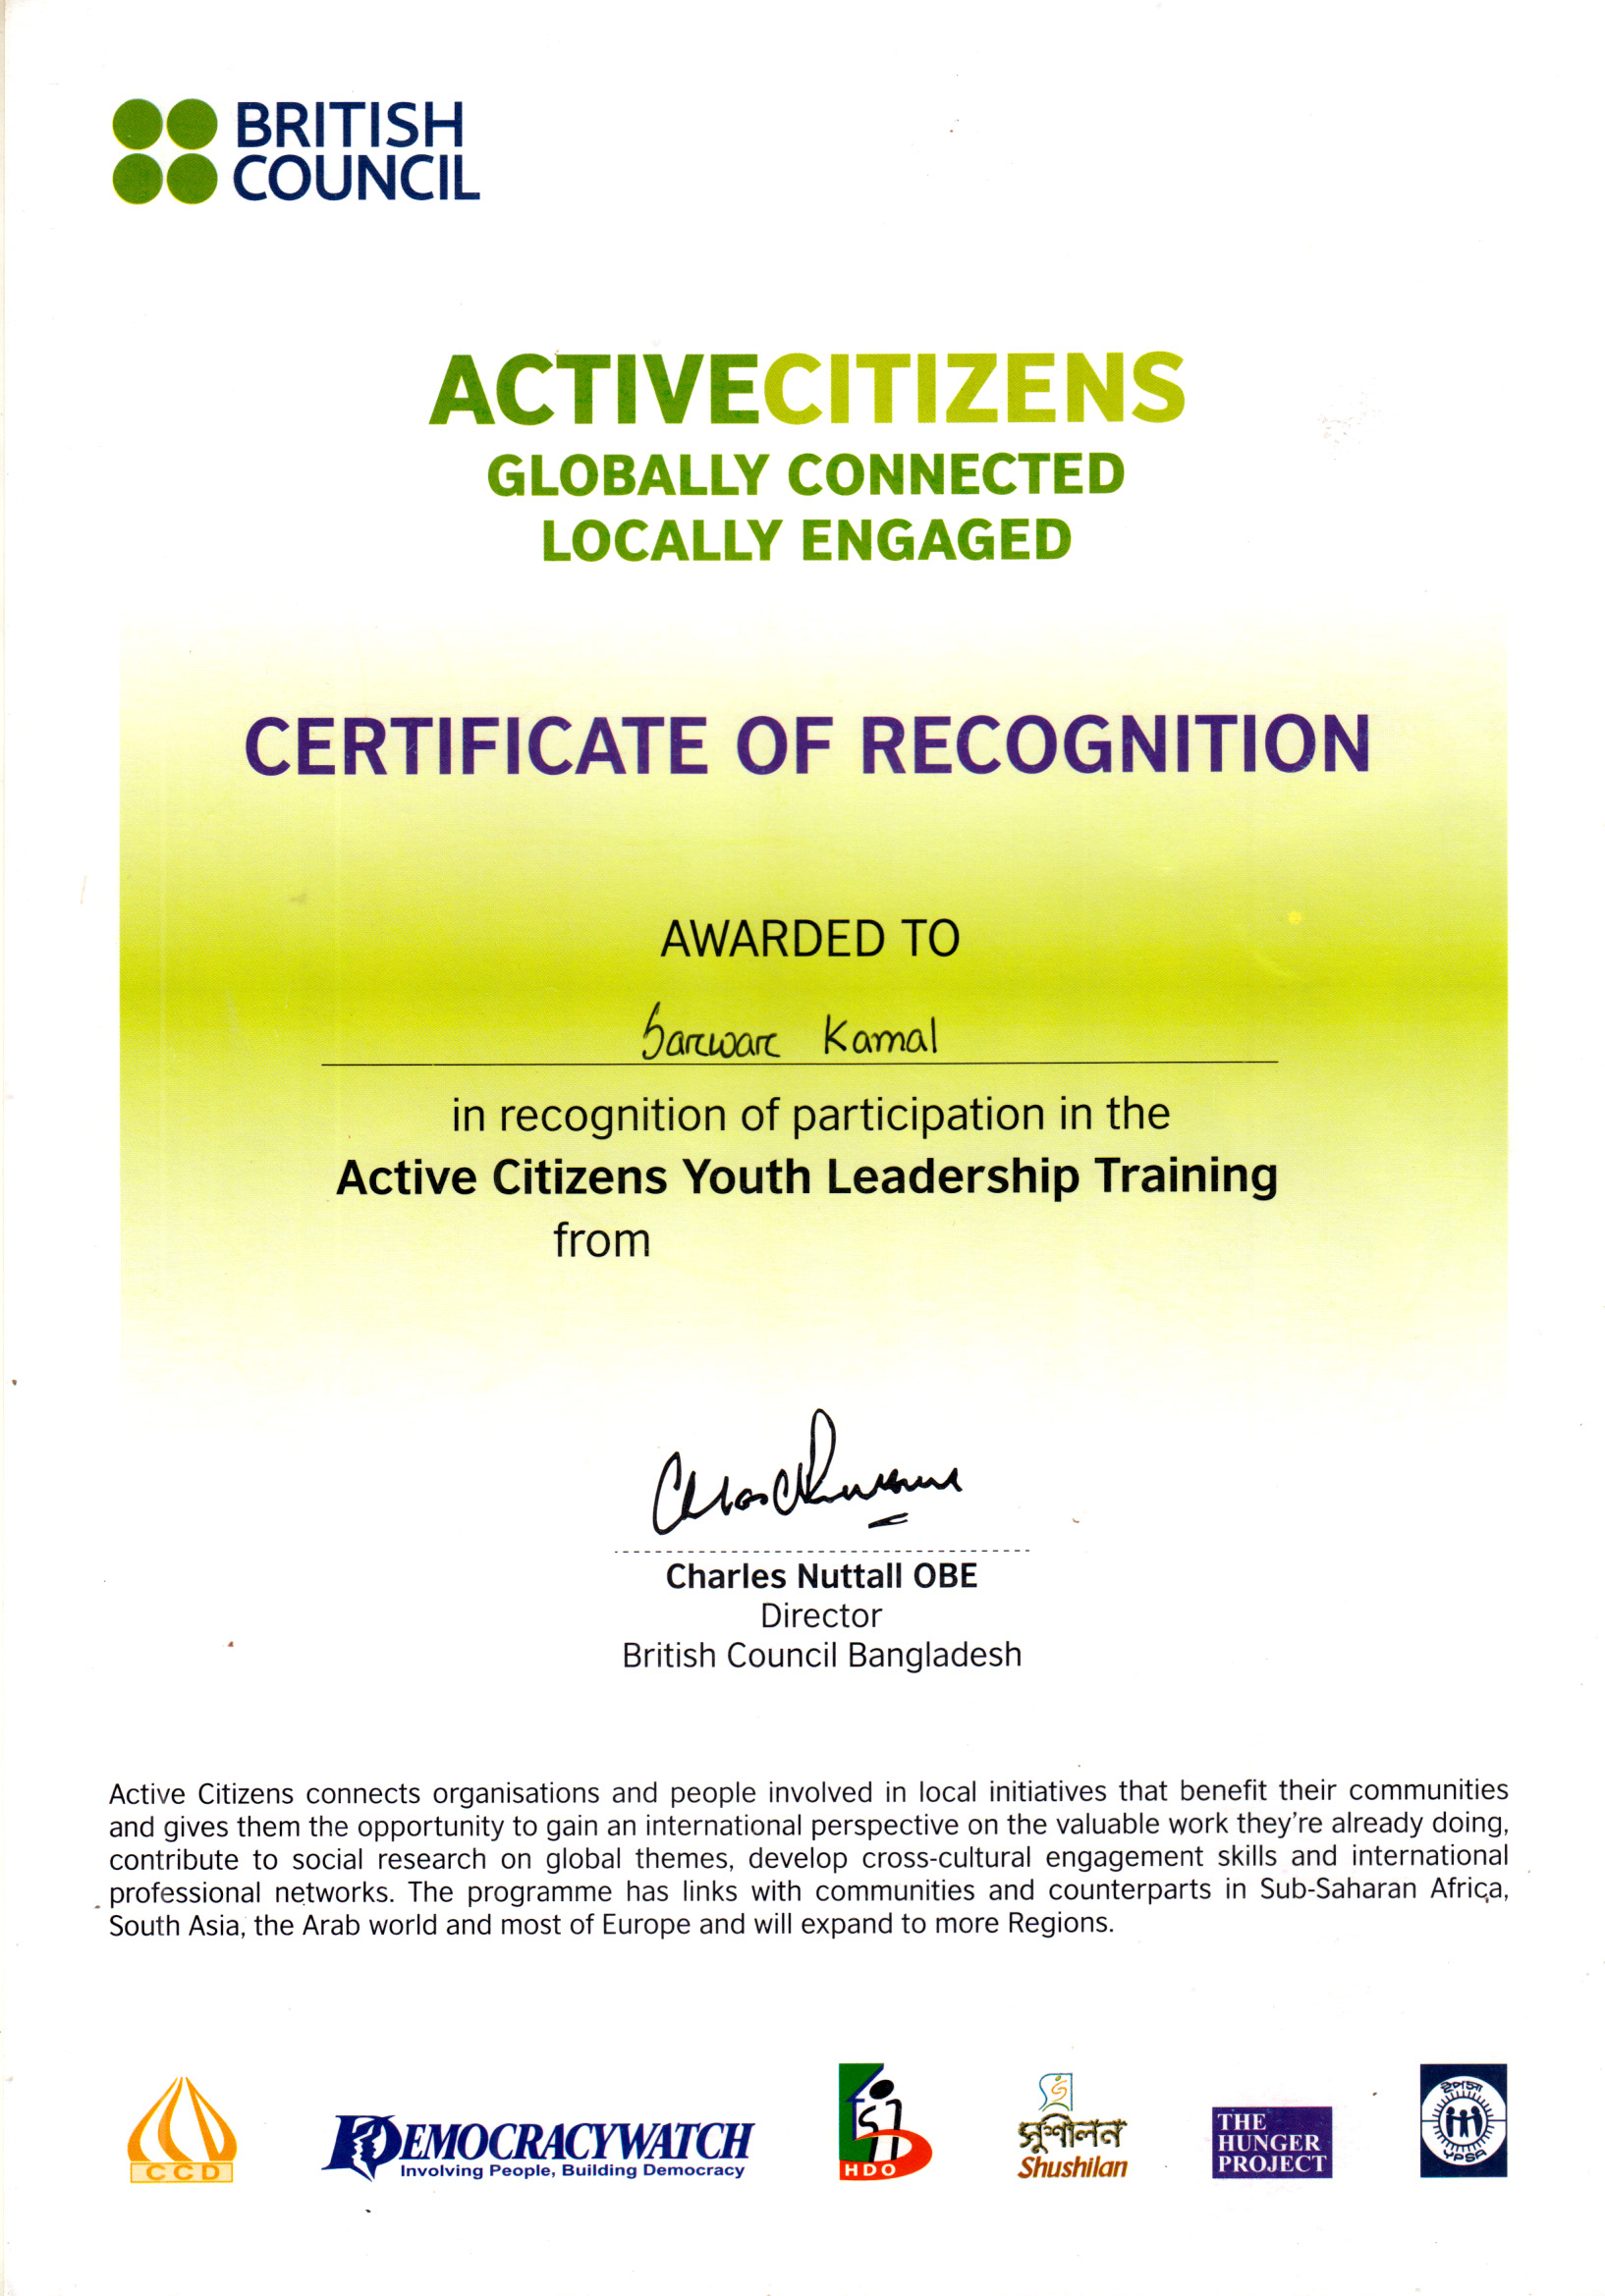 BRITISH
COUNCIL
ACTIVECITIZENS
GLOBALLY CONNECTED
LOCALLY ENGAGED
CERTIFICATE OF RECOGNITION
AWARDED TO
Sarwar Kamal
in recognition of participation in the
Active Citizens Youth Leadership Training
from
Charles Nuttall OBE
Director
British Council Bangladesh
Active Citizens connects organisations and people involved in local initiatives that benefit their communities
and gives them the opportunity to gain an international perspective on the valuable work they're already doing,
contribute to social research on global themes, develop cross-cultural engagement skills and international
professional networks. The programme has links with communities and counterparts in Sub-Saharan Africa,
South Asia, the Arab world and most of Europe and will expand to more Regions.
CCD
DEMOCRACYWATCH
Involving People, Building Democracy
HDO
সুশীলন
Shushilan
THE
HUNGER
PROJECT
ইপসা
YPSA